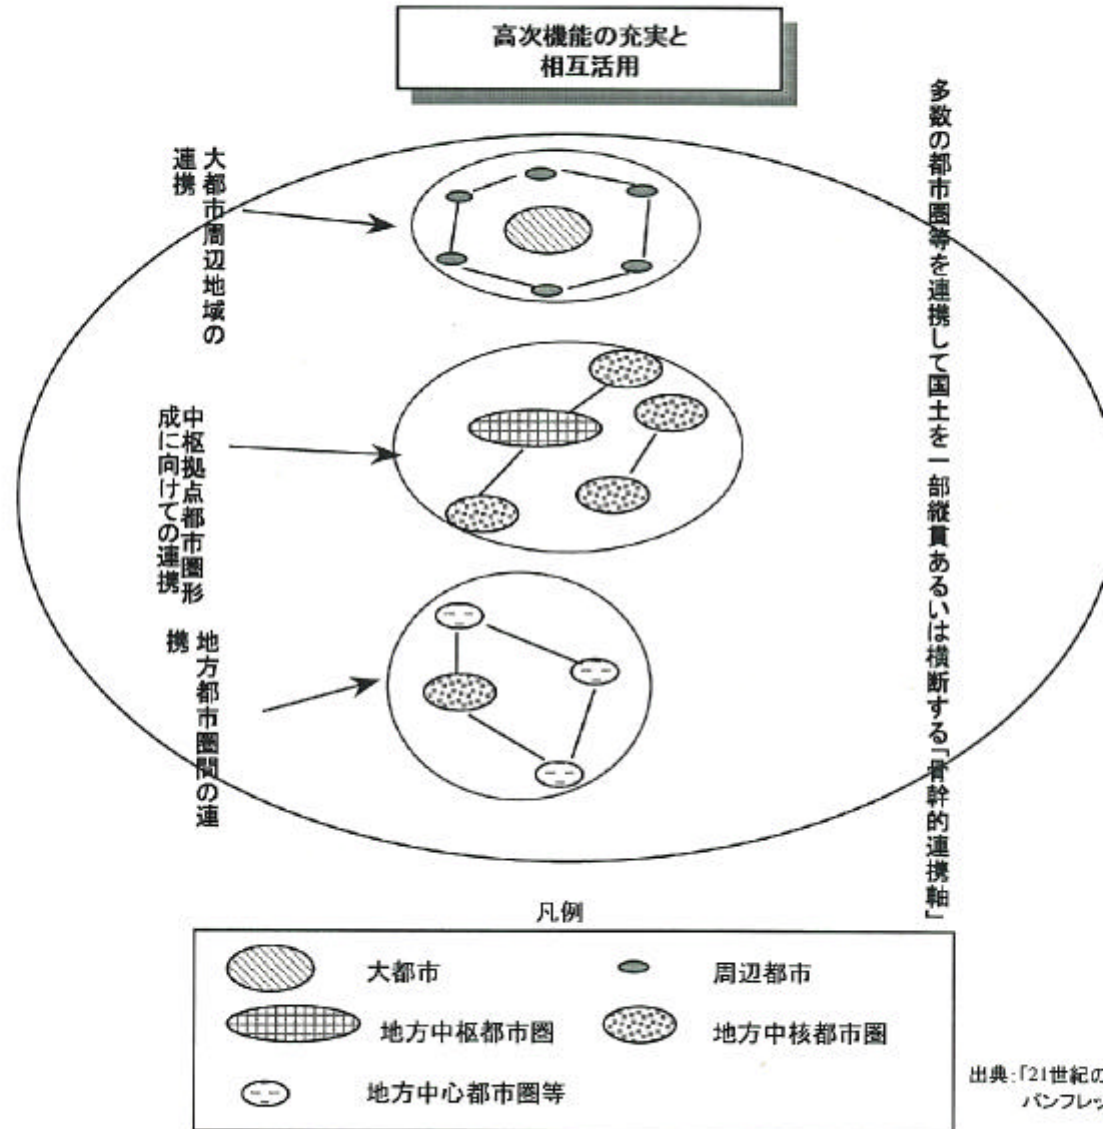 高次機能の充実と
相互活用
多数の都市圏等を連携して国土を一部縦貫あるいは横断する「骨幹的連携軸」
大都市周辺地域の
連携
中枢拠点都市圏形
成に向けての連携
地方都市圏間の連
携
凡例
大都市
周辺都市
地方中枢都市圏
地方中核都市圏
地方中心都市圏等
出典:「21世紀の
パンフレッ